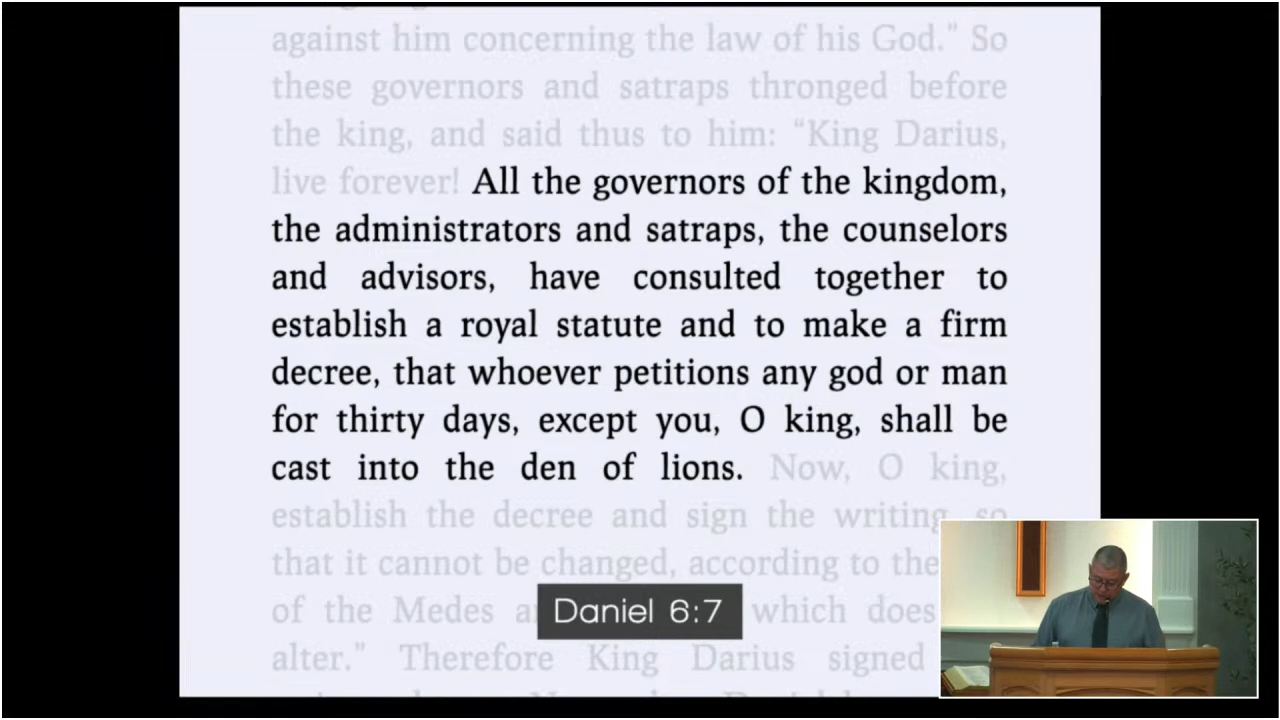 against him concerning the law of his God.” So
these governors and satraps thronged before
the king, and said thus to him: “King Darius,
live forever! All the governors of the kingdom,
the administrators and satraps, the counselors
and advisors, have consulted together to
establish a royal statute and to make a firm
decree, that whoever petitions any god or man
for thirty days, except you, O king, shall be
cast into the den of lions. Now, O king,
establish the decree and sign the writing, so
that it cannot be changed, according to the
of the Medes which does
Daniel 6:7
alter.” Therefore King Darius signed